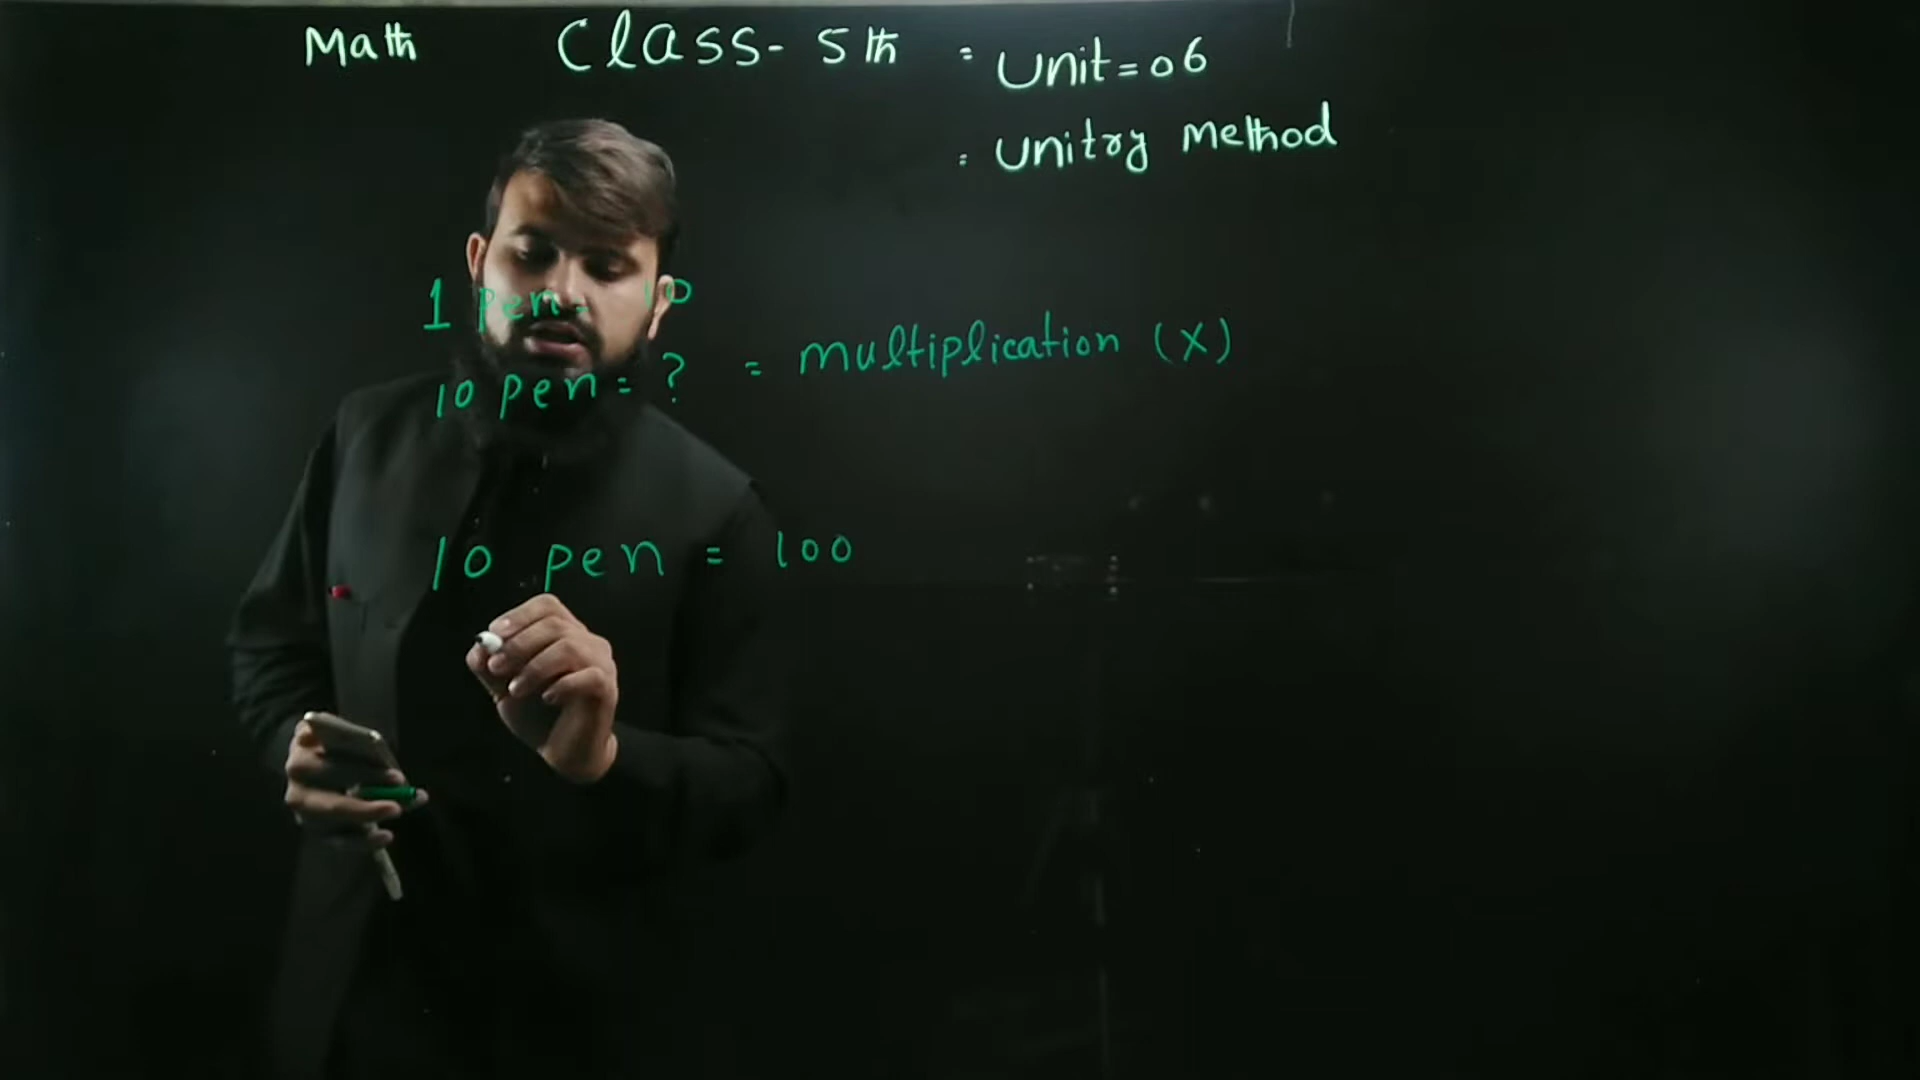 Math Class- 5th = Unit=06
= Unitry Method
1 pen= 10
10 pen= ? = multiplication (x)
10 pen = 100